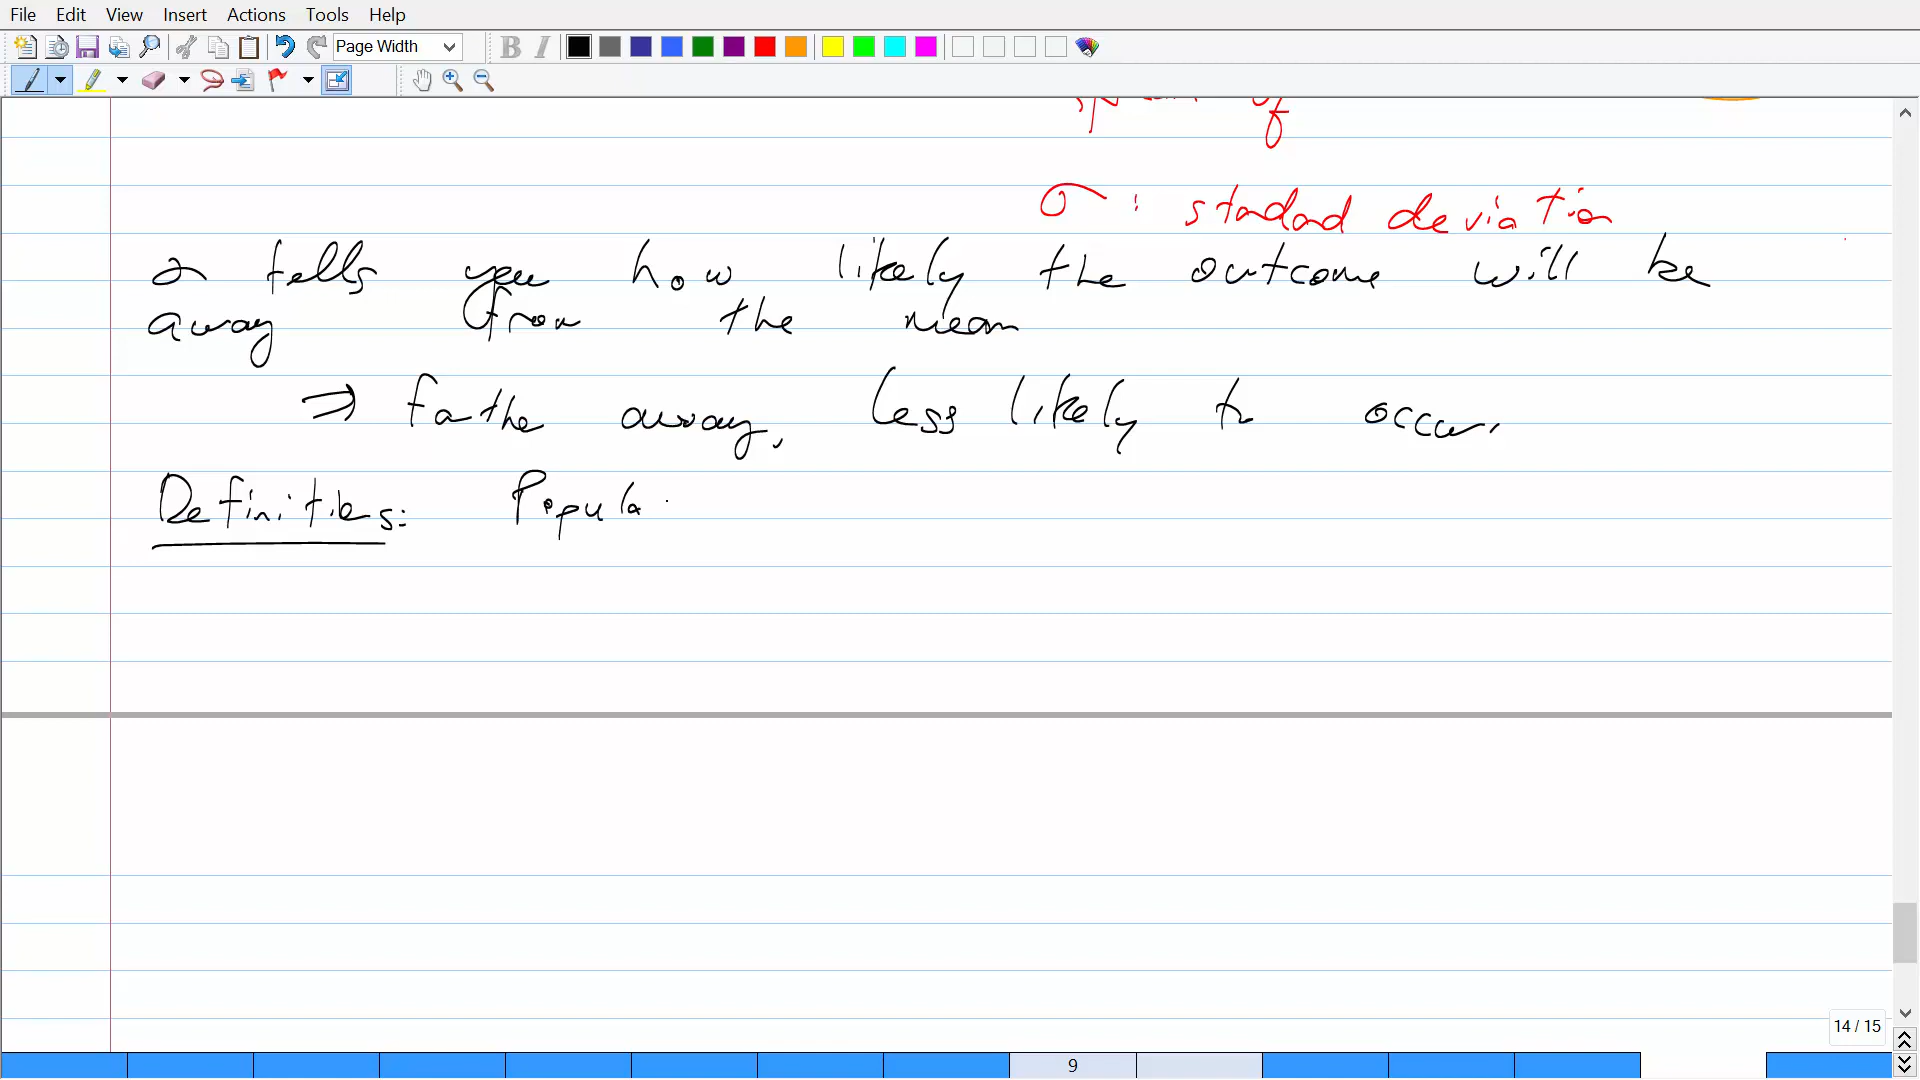 File Edit View Insert Actions Tools Help
Page Width
B I
σ : standard deviation
σ tells you how likely the outcome will be
away from the mean
⇒ farther away, less likely to occur.
Definitions: Popula
14 / 15
9